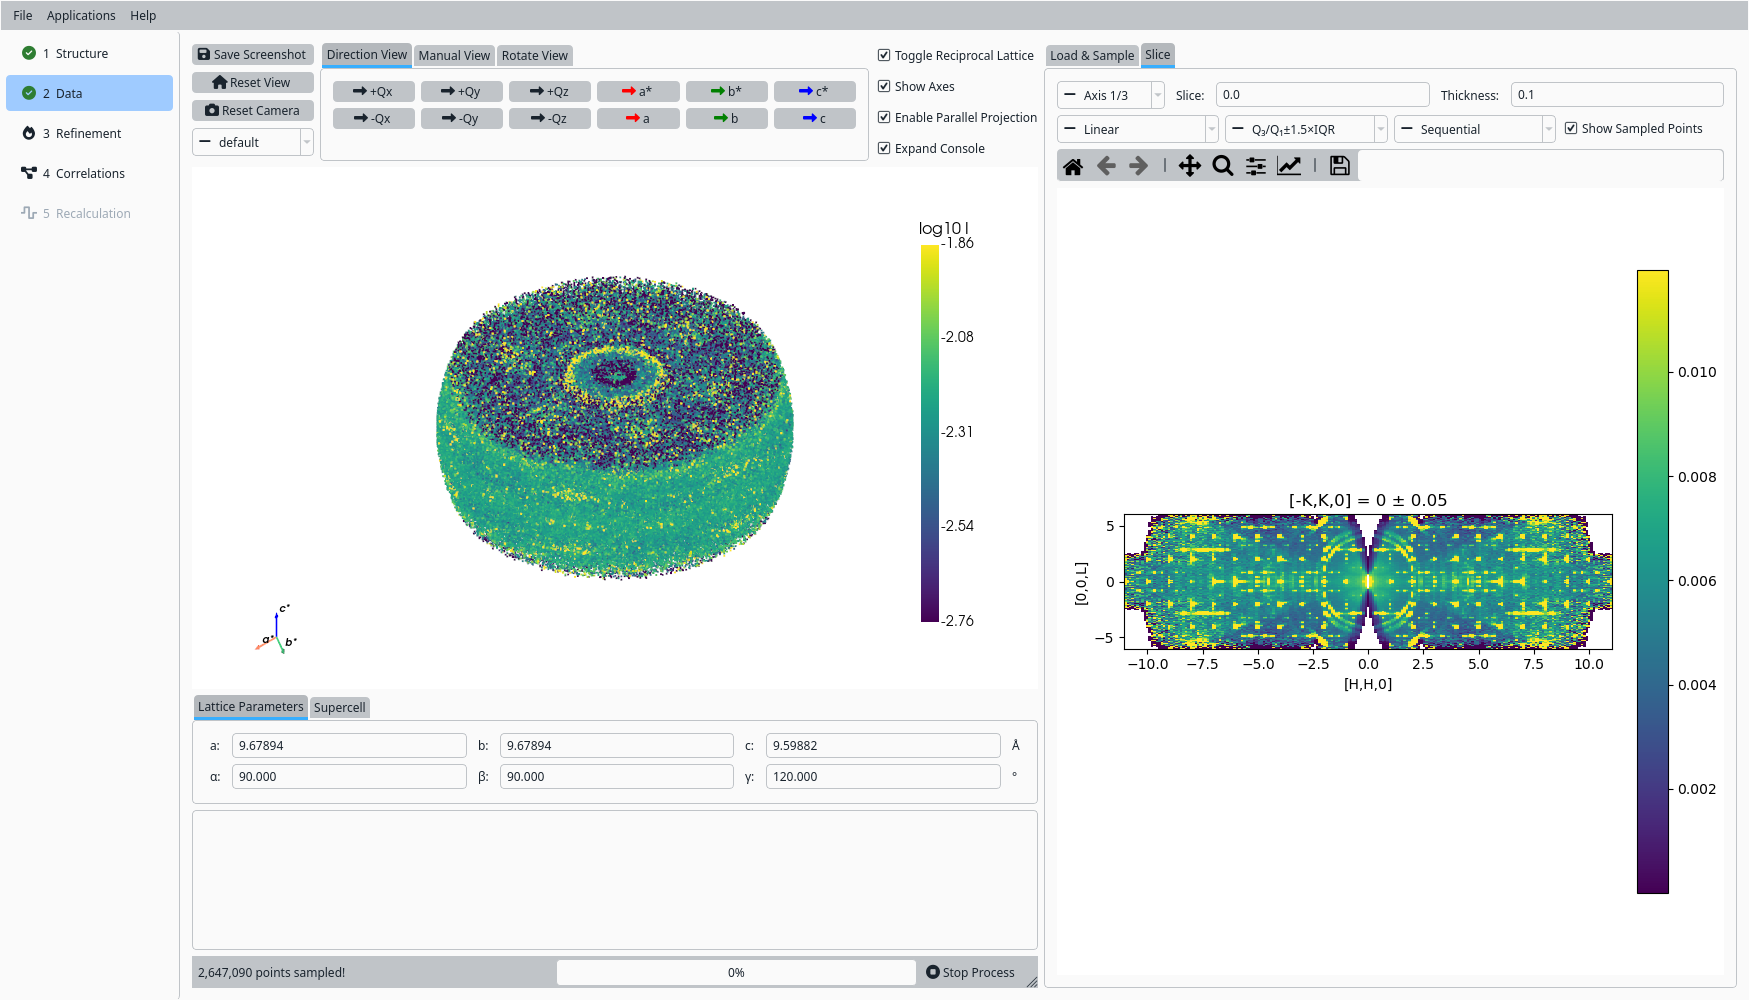 File Applications Help
1 Structure
2 Data
3 Refinement
4 Correlations
5 Recalculation
Save Screenshot
Reset View
Reset Camera
default
Direction View Manual View Rotate View
+Qx +Qy +Qz a* b* c*
-Qx -Qy -Qz a b c
Toggle Reciprocal Lattice
Show Axes
Enable Parallel Projection
Expand Console
log10 I
-1.86
-2.08
-2.31
-2.54
-2.76
c*
a* b*
Lattice Parameters Supercell
a: 9.67894 b: 9.67894 c: 9.59882 Å
α: 90.000 β: 90.000 γ: 120.000 °
2,647,090 points sampled! 0% Stop Process
Load & Sample Slice
Axis 1/3 Slice: 0.0 Thickness: 0.1
Linear Q₃/Q₁±1.5×IQR Sequential Show Sampled Points
[-K,K,0] = 0 ± 0.05
5
0
−5
[0,0,L]
−10.0 −7.5 −5.0 −2.5 0.0 2.5 5.0 7.5 10.0
[H,H,0]
0.010
0.008
0.006
0.004
0.002